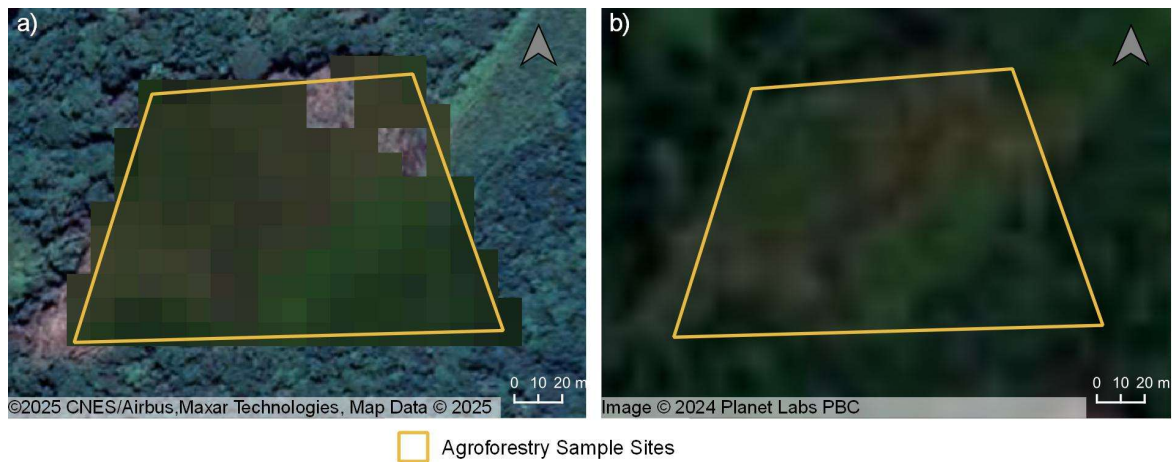 a)
b)
0 10 20 m
0 10 20 m
©2025 CNES/Airbus,Maxar Technologies, Map Data © 2025
Image © 2024 Planet Labs PBC
Agroforestry Sample Sites